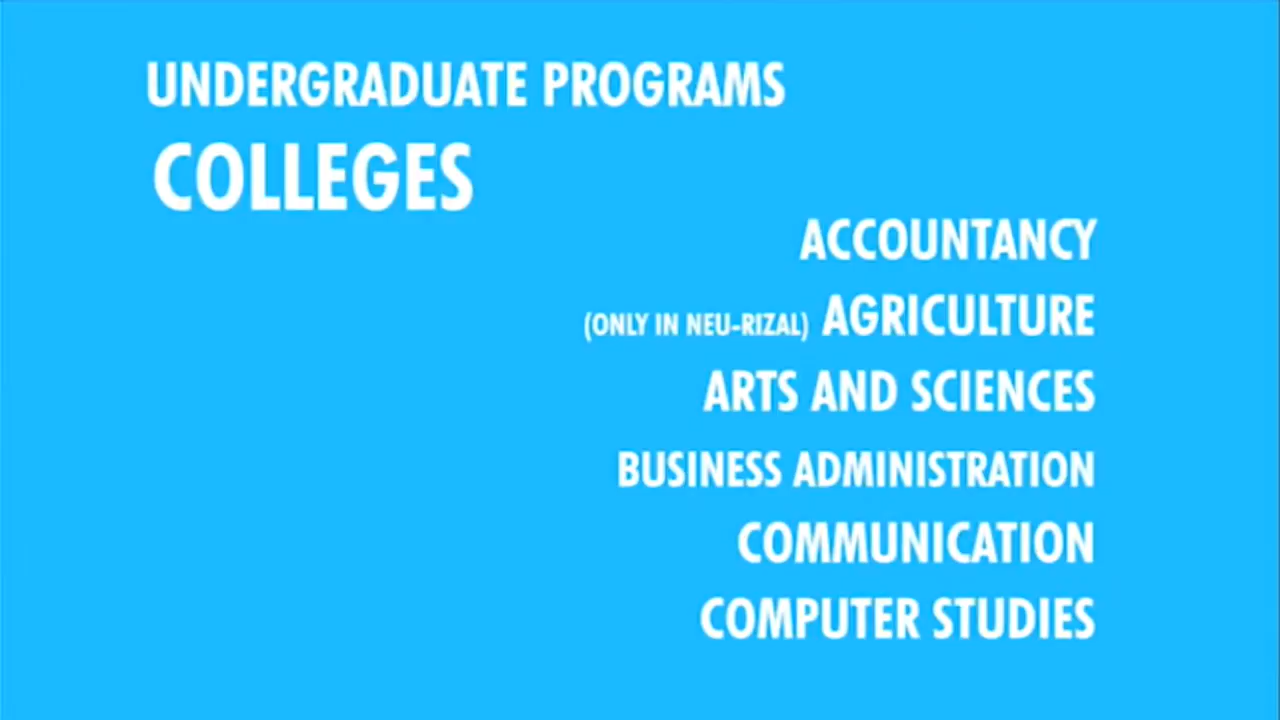 UNDERGRADUATE PROGRAMS
COLLEGES
ACCOUNTANCY
(ONLY IN NEU-RIZAL) AGRICULTURE
ARTS AND SCIENCES
BUSINESS ADMINISTRATION
COMMUNICATION
COMPUTER STUDIES